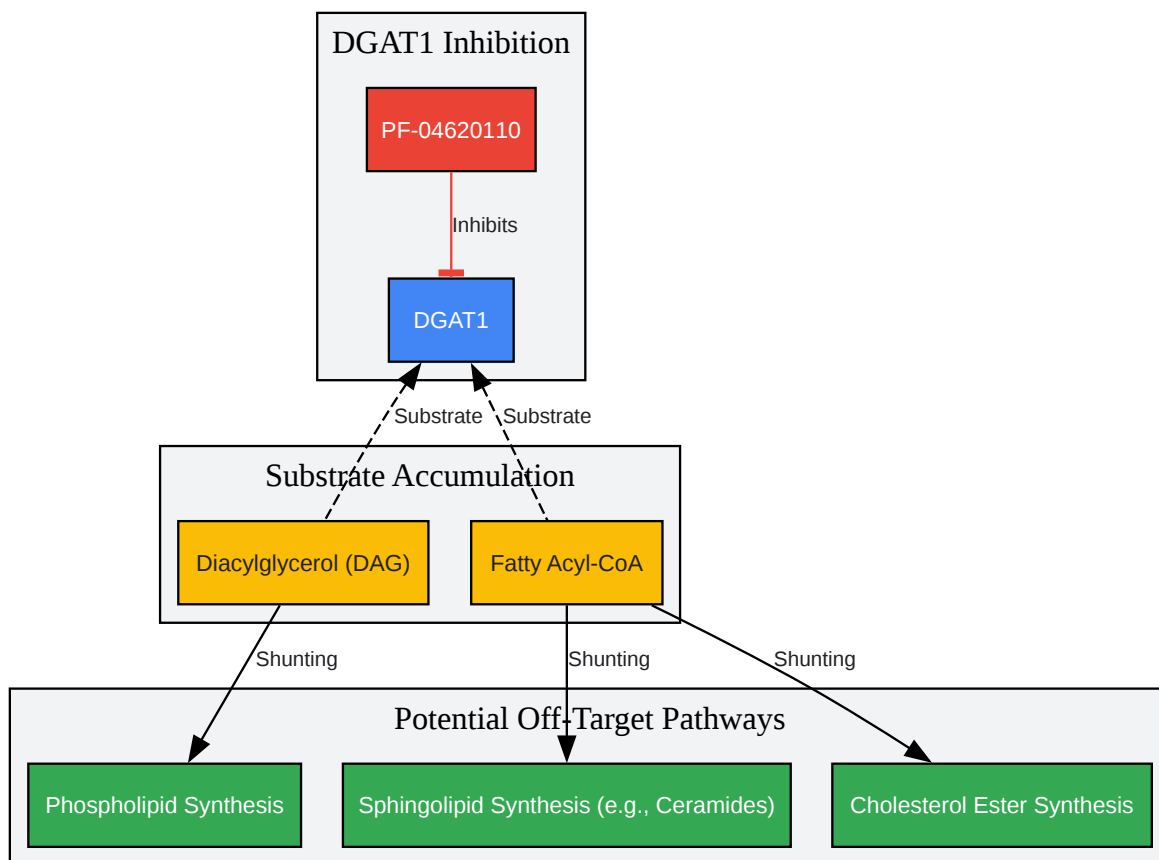 DGAT1 Inhibition
PF-04620110
Inhibits
DGAT1
Substrate
Substrate
Substrate Accumulation
Diacylglycerol (DAG)
Fatty Acyl-CoA
Shunting
Shunting
Shunting
Potential Off-Target Pathways
Phospholipid Synthesis
Sphingolipid Synthesis (e.g., Ceramides)
Cholesterol Ester Synthesis